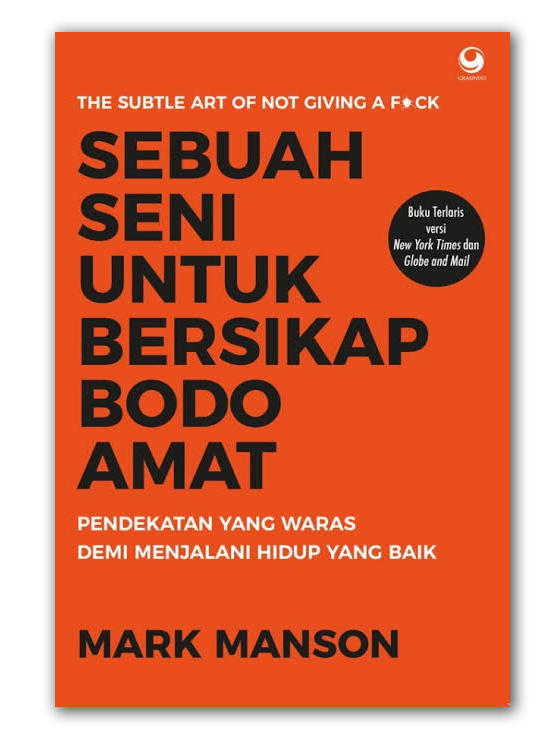 GRASINDO
THE SUBTLE ART OF NOT GIVING A F*CK
SEBUAH
SENI
UNTUK
BERSIKAP
BODO
AMAT
Buku Terlaris
versi
New York Times dan
Globe and Mail
PENDEKATAN YANG WARAS
DEMI MENJALANI HIDUP YANG BAIK
MARK MANSON